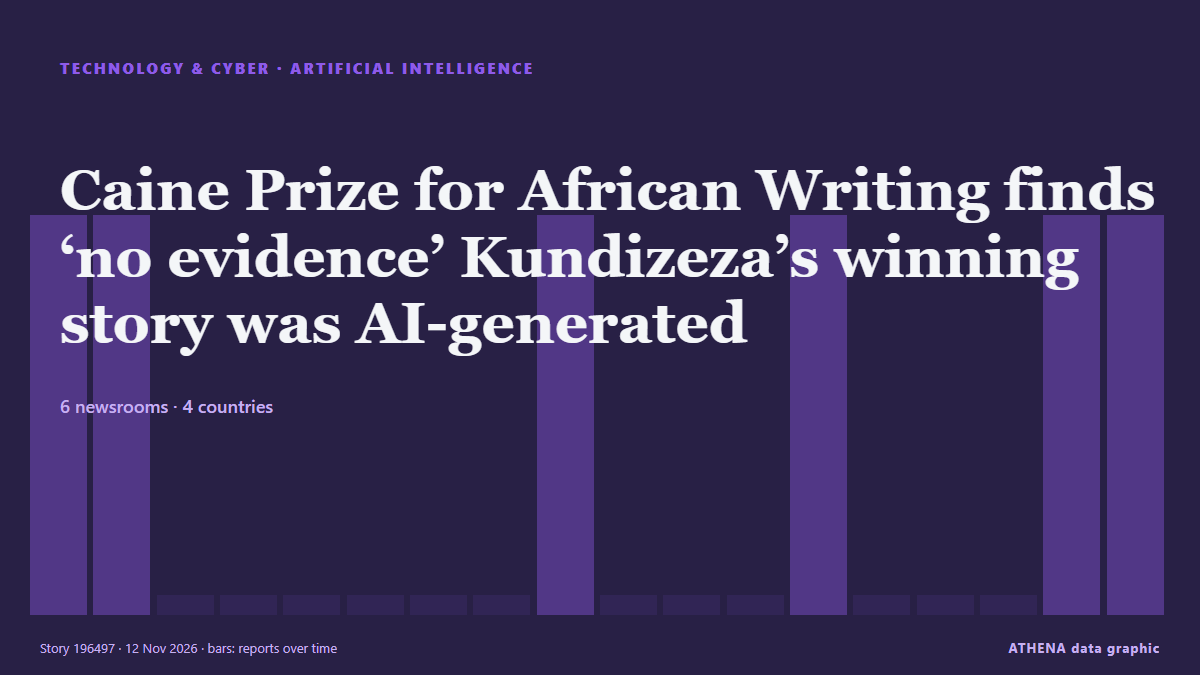 TECHNOLOGY & CYBER · ARTIFICIAL INTELLIGENCE
Caine Prize for African Writing finds
‘no evidence’ Kundizeza’s winning
story was AI-generated
6 newsrooms · 4 countries
Story 196497 · 12 Nov 2026 · bars: reports over time
ATHENA data graphic